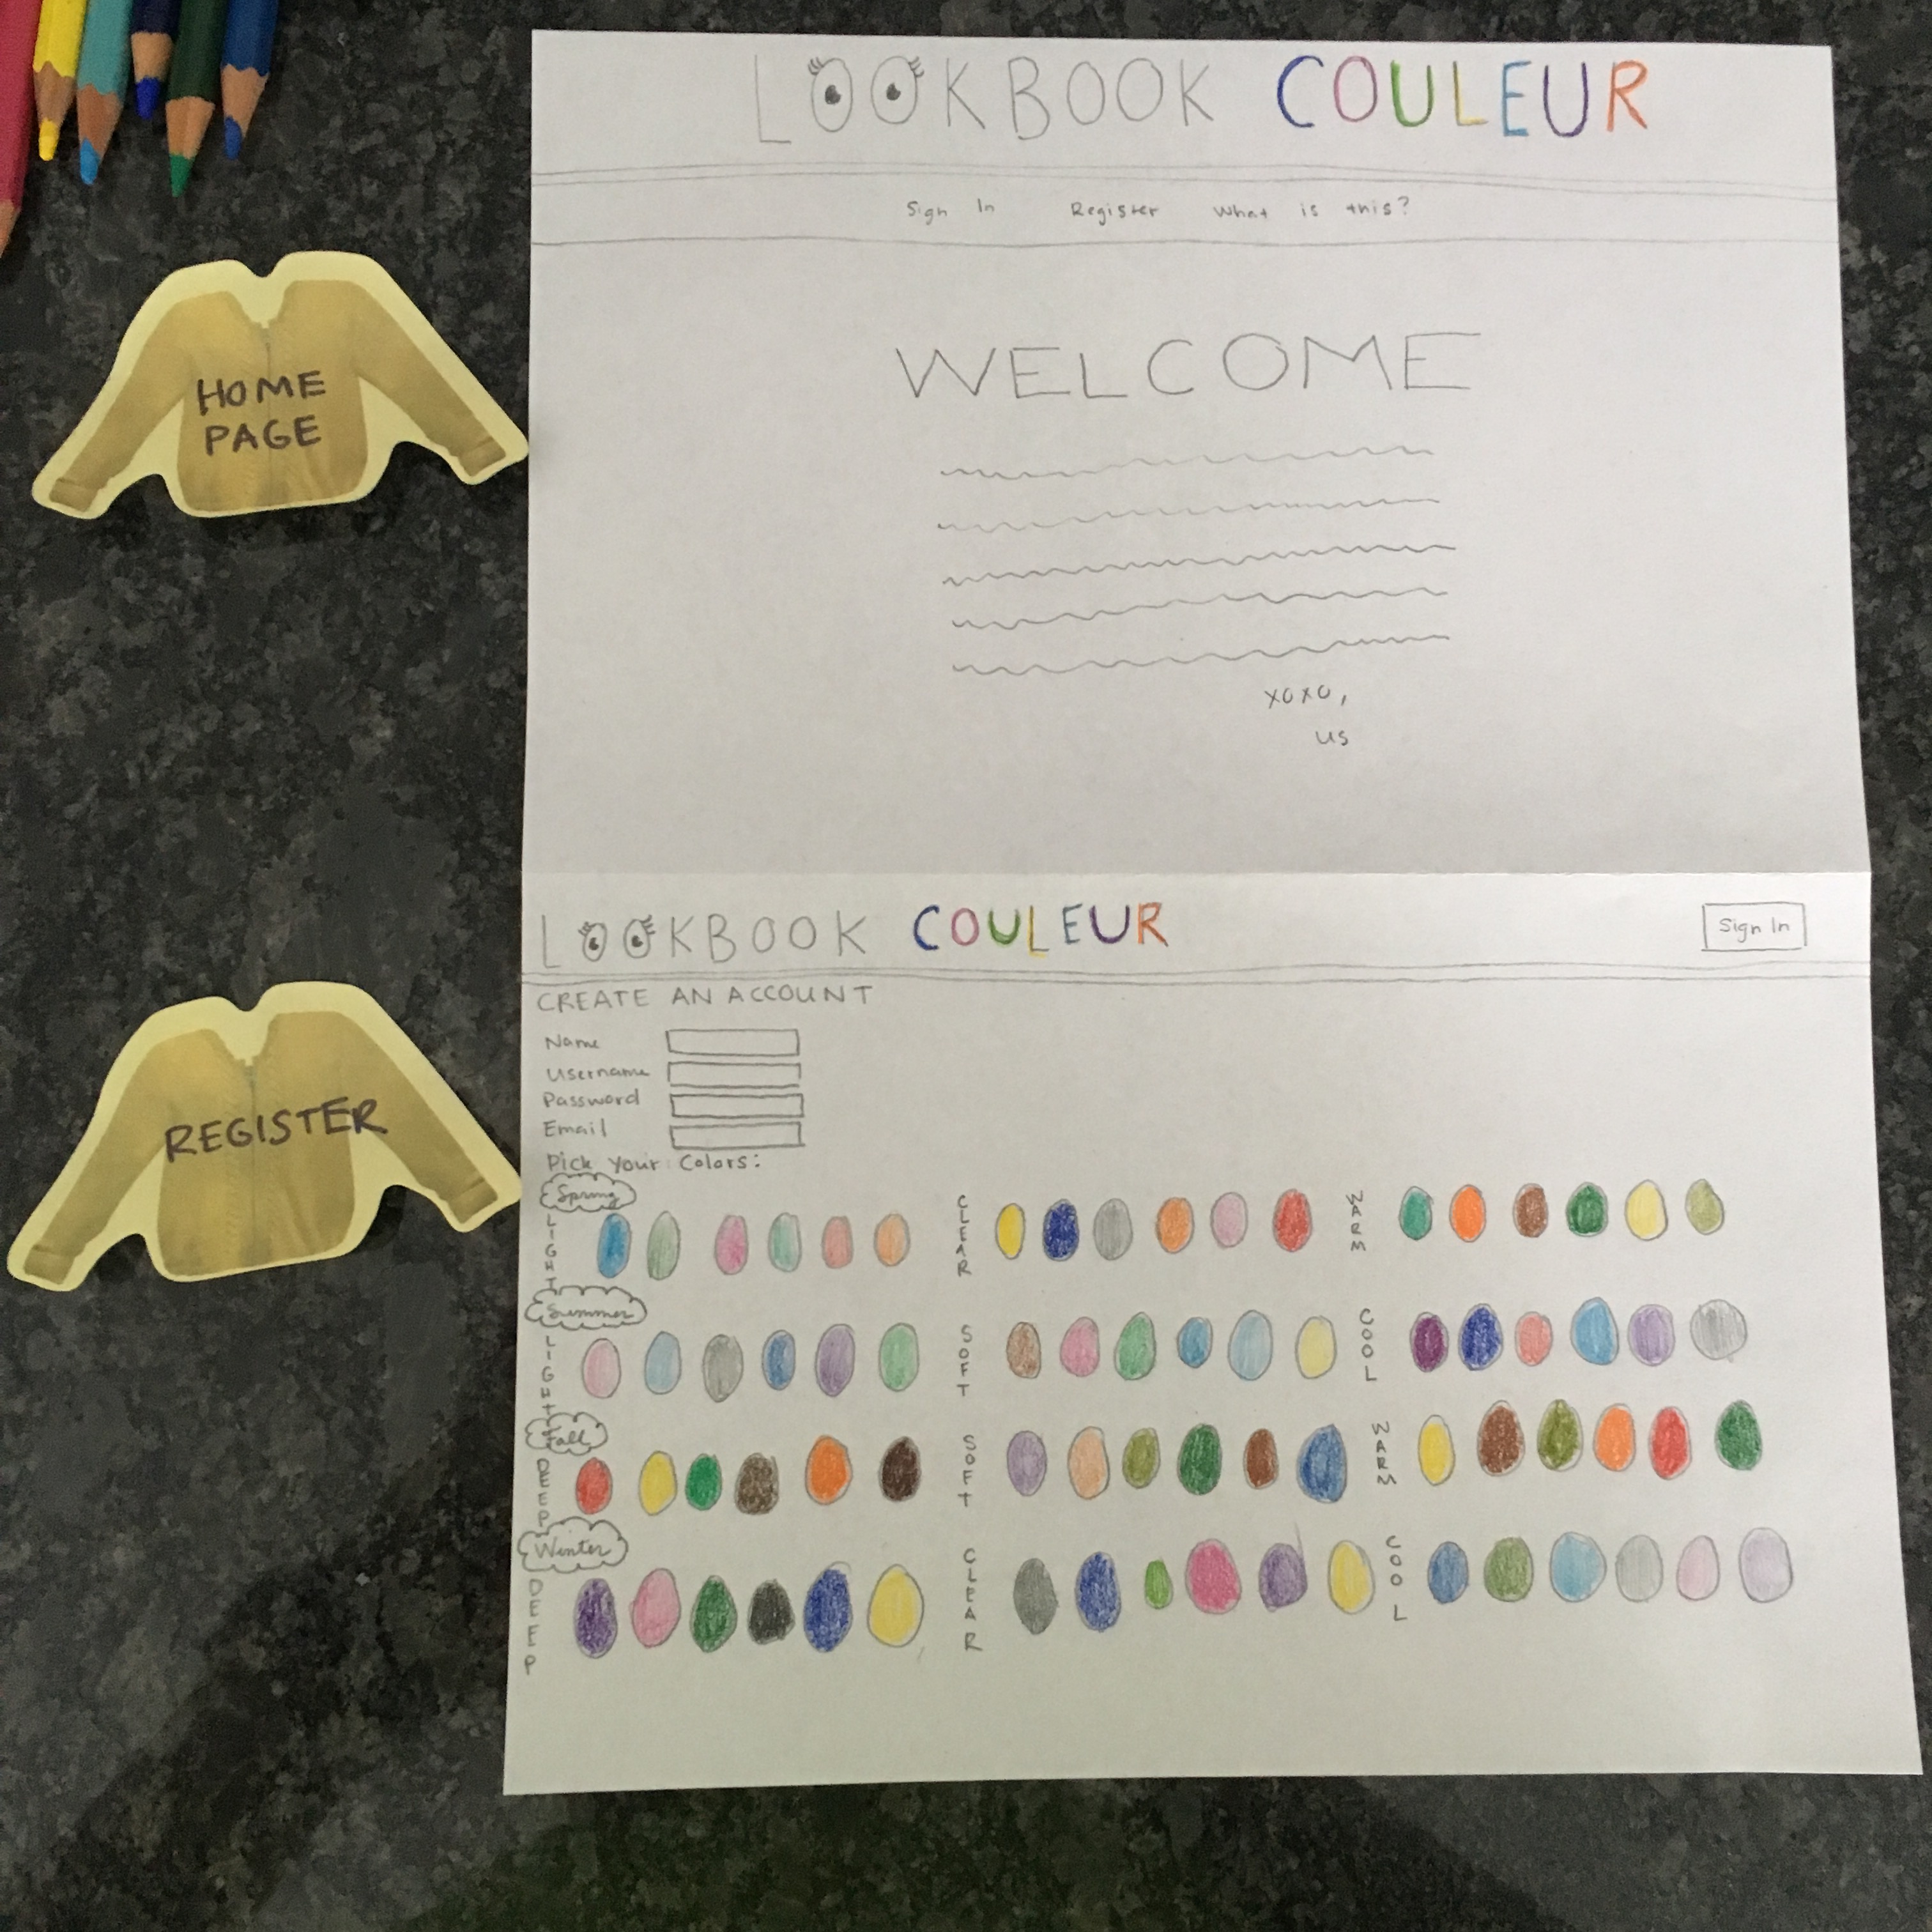 LOOKBOOK COULEUR
Sign In Register What is this?
WELCOME
xoxo,
us
HOME
PAGE
LOOKBOOK COULEUR
Sign In
CREATE AN ACCOUNT
Name
Username
Password
Email
Pick Your Colors:
REGISTER
Spring
LIGHT
CLEAR
WARM
Summer
LIGHT
SOFT
COOL
Fall
DEEP
SOFT
WARM
Winter
DEEP
CLEAR
COOL